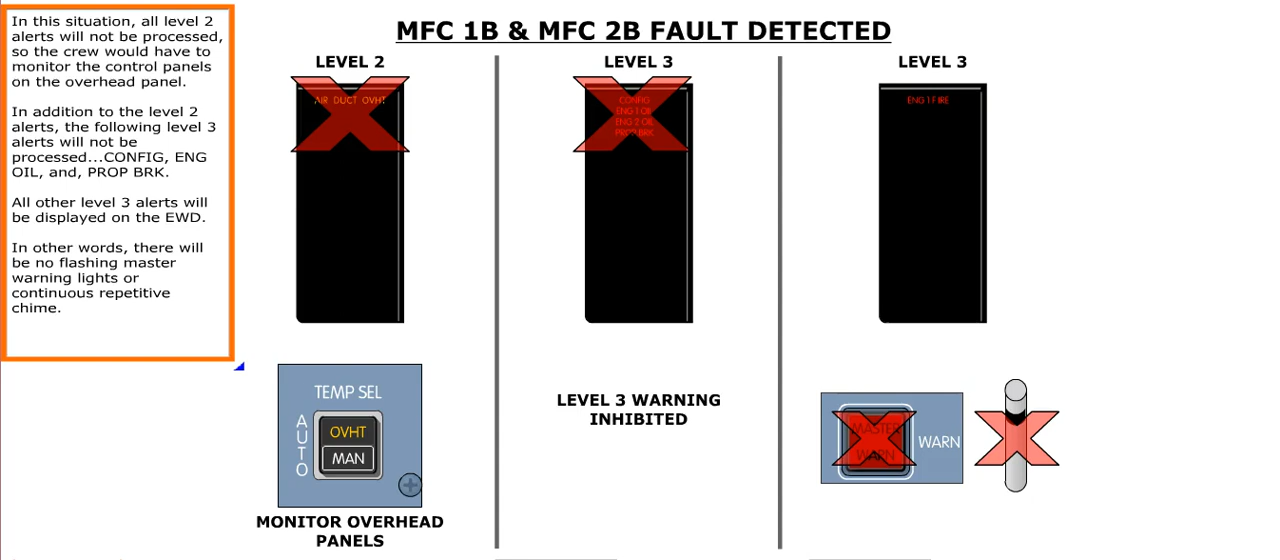 In this situation, all level 2
alerts will not be processed,
so the crew would have to
monitor the control panels
on the overhead panel.
In addition to the level 2
alerts, the following level 3
alerts will not be
processed...CONFIG, ENG
OIL, and, PROP BRK.
All other level 3 alerts will
be displayed on the EWD.
In other words, there will
be no flashing master
warning lights or
continuous repetitive
chime.
MFC 1B & MFC 2B FAULT DETECTED
LEVEL 2
AIR DUCT OVHT
TEMP SEL
AUTO
OVHT
MAN
MONITOR OVERHEAD
PANELS
LEVEL 3
CONFIG
ENG 1 OIL
ENG 2 OIL
PROP BRK
LEVEL 3 WARNING
INHIBITED
LEVEL 3
ENG 1 FIRE
MASTER
WARN
WARN